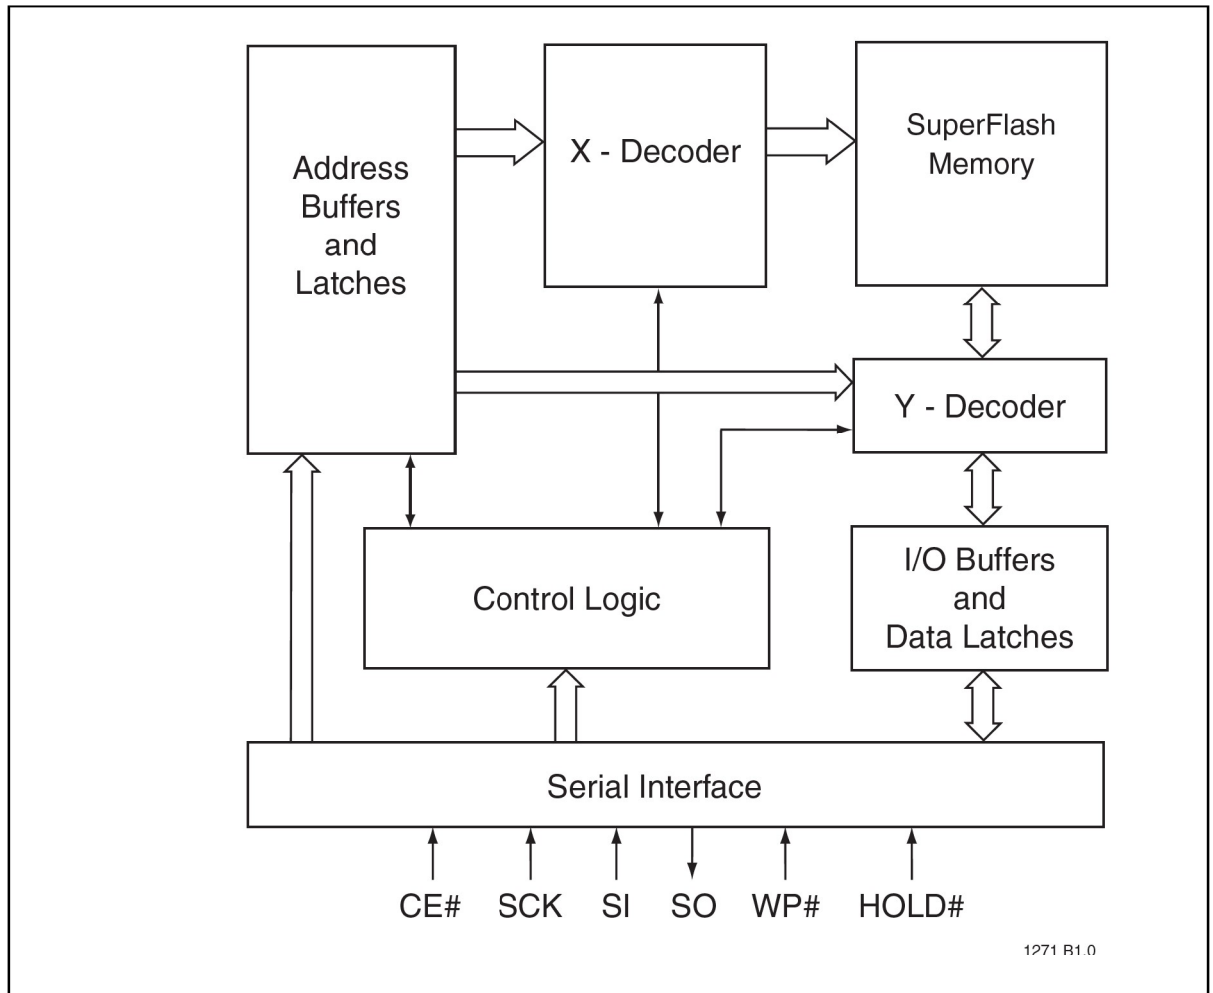 Address
Buffers
and
Latches
X - Decoder
SuperFlash
Memory
Y - Decoder
Control Logic
I/O Buffers
and
Data Latches
Serial Interface
CE# SCK SI SO WP# HOLD#
1271 B1.0